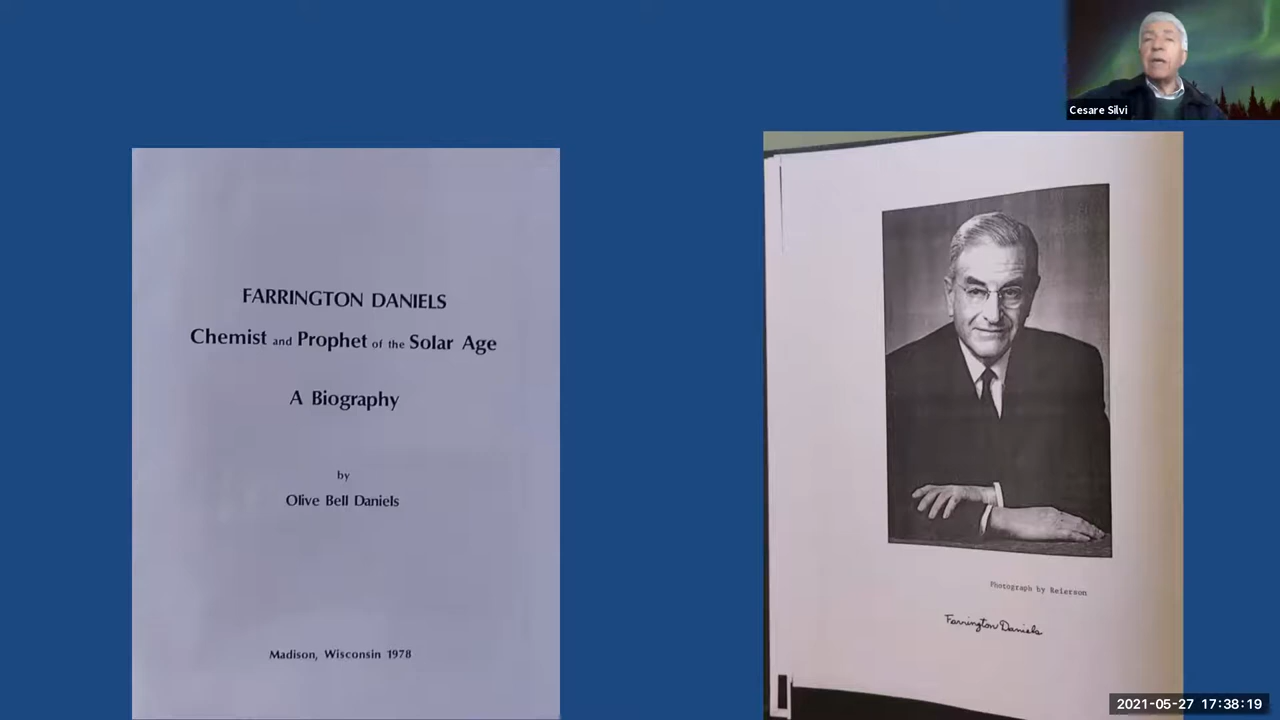 Cesare Silvi
FARRINGTON DANIELS
Chemist and Prophet of the Solar Age
A Biography
by
Olive Bell Daniels
Madison, Wisconsin 1978
Photograph by Reierson
Farrington Daniels
2021-05-27 17:38:19